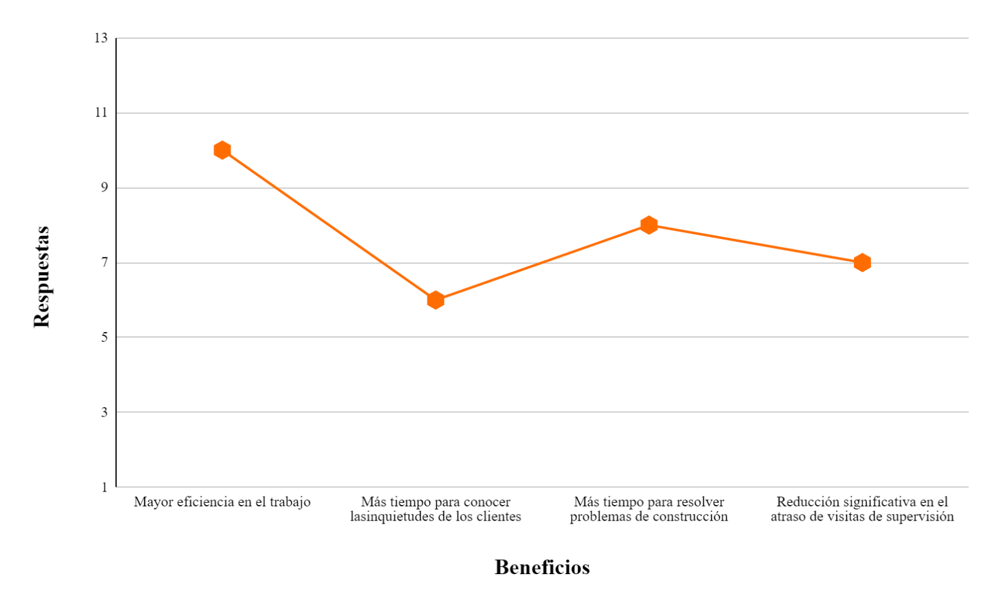 13
11
9
7
5
3
1
Respuestas
Mayor eficiencia en el trabajo
Más tiempo para conocer
lasinquietudes de los clientes
Más tiempo para resolver
problemas de construcción
Reducción significativa en el
atraso de visitas de supervisión
Beneficios